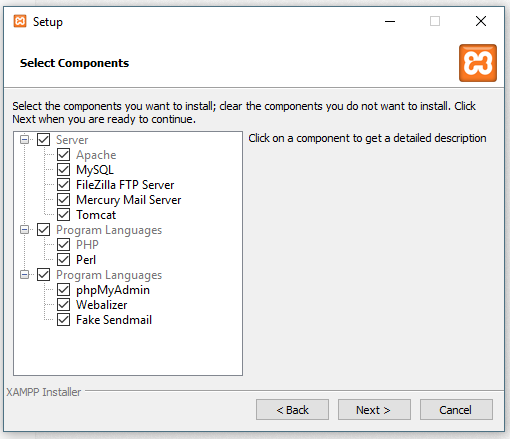 Setup
Select Components
Select the components you want to install; clear the components you do not want to install. Click
Next when you are ready to continue.
Server
Apache
MySQL
FileZilla FTP Server
Mercury Mail Server
Tomcat
Program Languages
PHP
Perl
Program Languages
phpMyAdmin
Webalizer
Fake Sendmail
Click on a component to get a detailed description
XAMPP Installer
< Back
Next >
Cancel